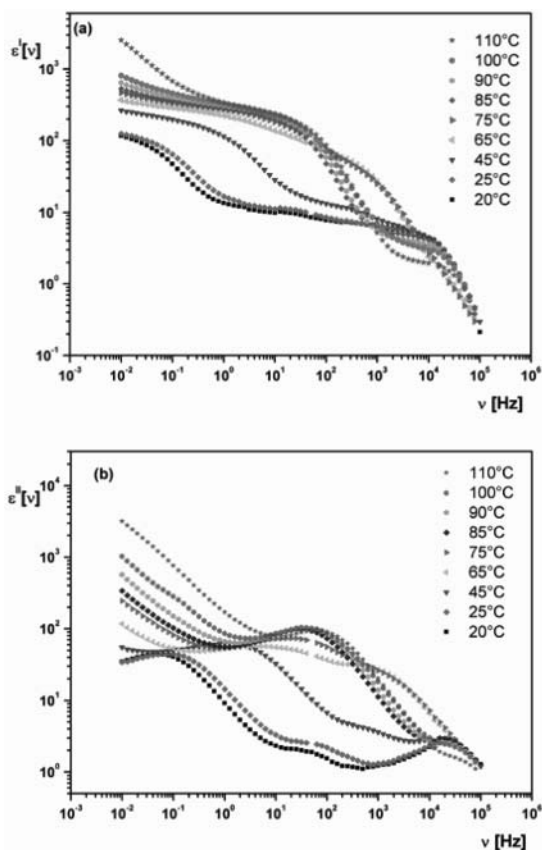 (a)
ε^I[ν]
10³
10²
10¹
10⁰
10⁻¹
10⁻³ 10⁻² 10⁻¹ 10⁰ 10¹ 10² 10³ 10⁴ 10⁵ 10⁶
ν [Hz]
110°C
100°C
90°C
85°C
75°C
65°C
45°C
25°C
20°C
(b)
ε^II[ν]
10⁴
10³
10²
10¹
10⁰
10⁻³ 10⁻² 10⁻¹ 10⁰ 10¹ 10² 10³ 10⁴ 10⁵ 10⁶
ν [Hz]
110°C
100°C
90°C
85°C
75°C
65°C
45°C
25°C
20°C